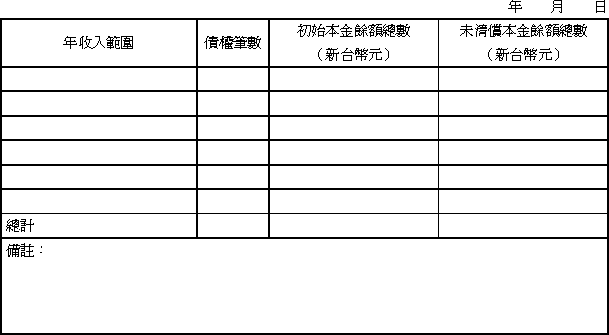 年　月　日
年收入範圍
債權筆數
初始本金餘額總數
（新台幣元）
未清償本金餘額總數
（新台幣元）
總計
備註：